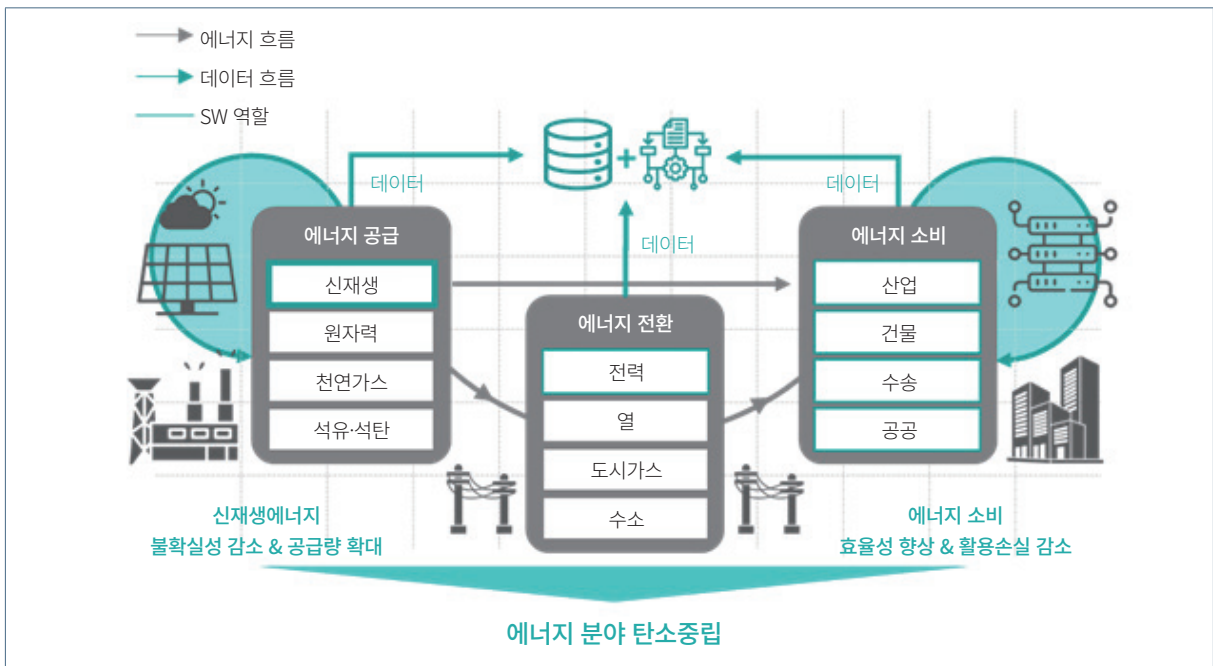 에너지 흐름
데이터 흐름
SW 역할
데이터
데이터
데이터
에너지 공급
신재생
원자력
천연가스
석유·석탄
에너지 전환
전력
열
도시가스
수소
에너지 소비
산업
건물
수송
공공
신재생에너지
불확실성 감소 & 공급량 확대
에너지 소비
효율성 향상 & 활용손실 감소
에너지 분야 탄소중립